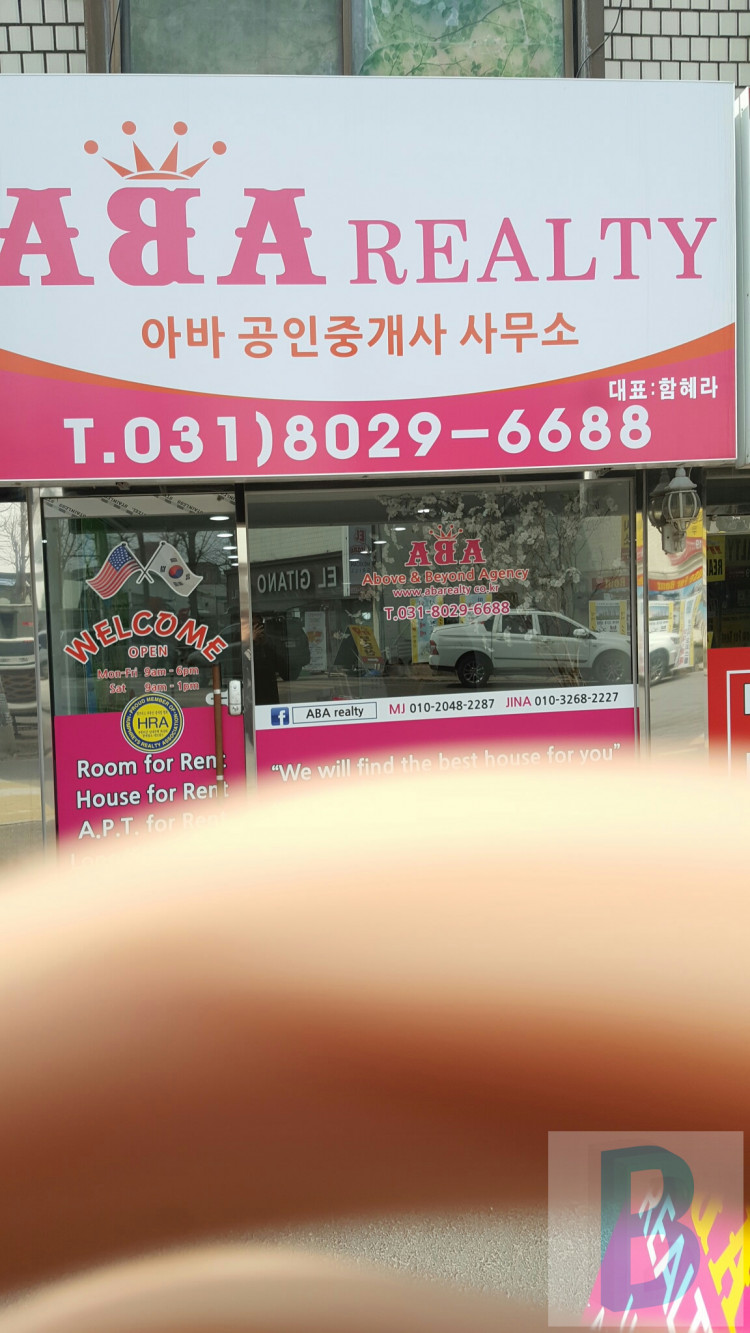 ABA REALTY
아바 공인중개사 사무소
대표:함혜라
T.031)8029-6688
ABA
Above & Beyond Agency
www.abarealty.co.kr
T.031-8029-6688
EL GITANO
WELCOME
OPEN
Mon-Fri 9am - 6pm
Sat 9am - 1pm
HRA
ABA realty MJ 010-2048-2287 JINA 010-3268-2227
Room for Rent
House for Rent
A.P.T. for Rent
"We will find the best house for you"
B